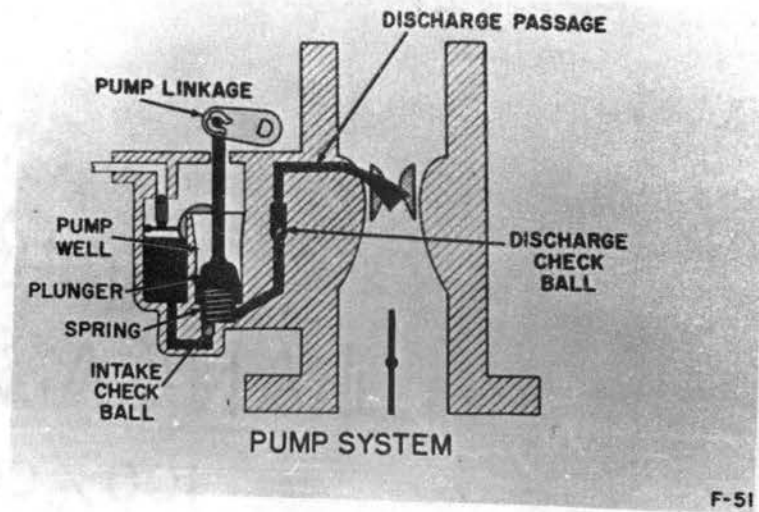 DISCHARGE PASSAGE
PUMP LINKAGE
PUMP
WELL
PLUNGER
SPRING
INTAKE
CHECK
BALL
DISCHARGE
CHECK
BALL
PUMP SYSTEM
F-51